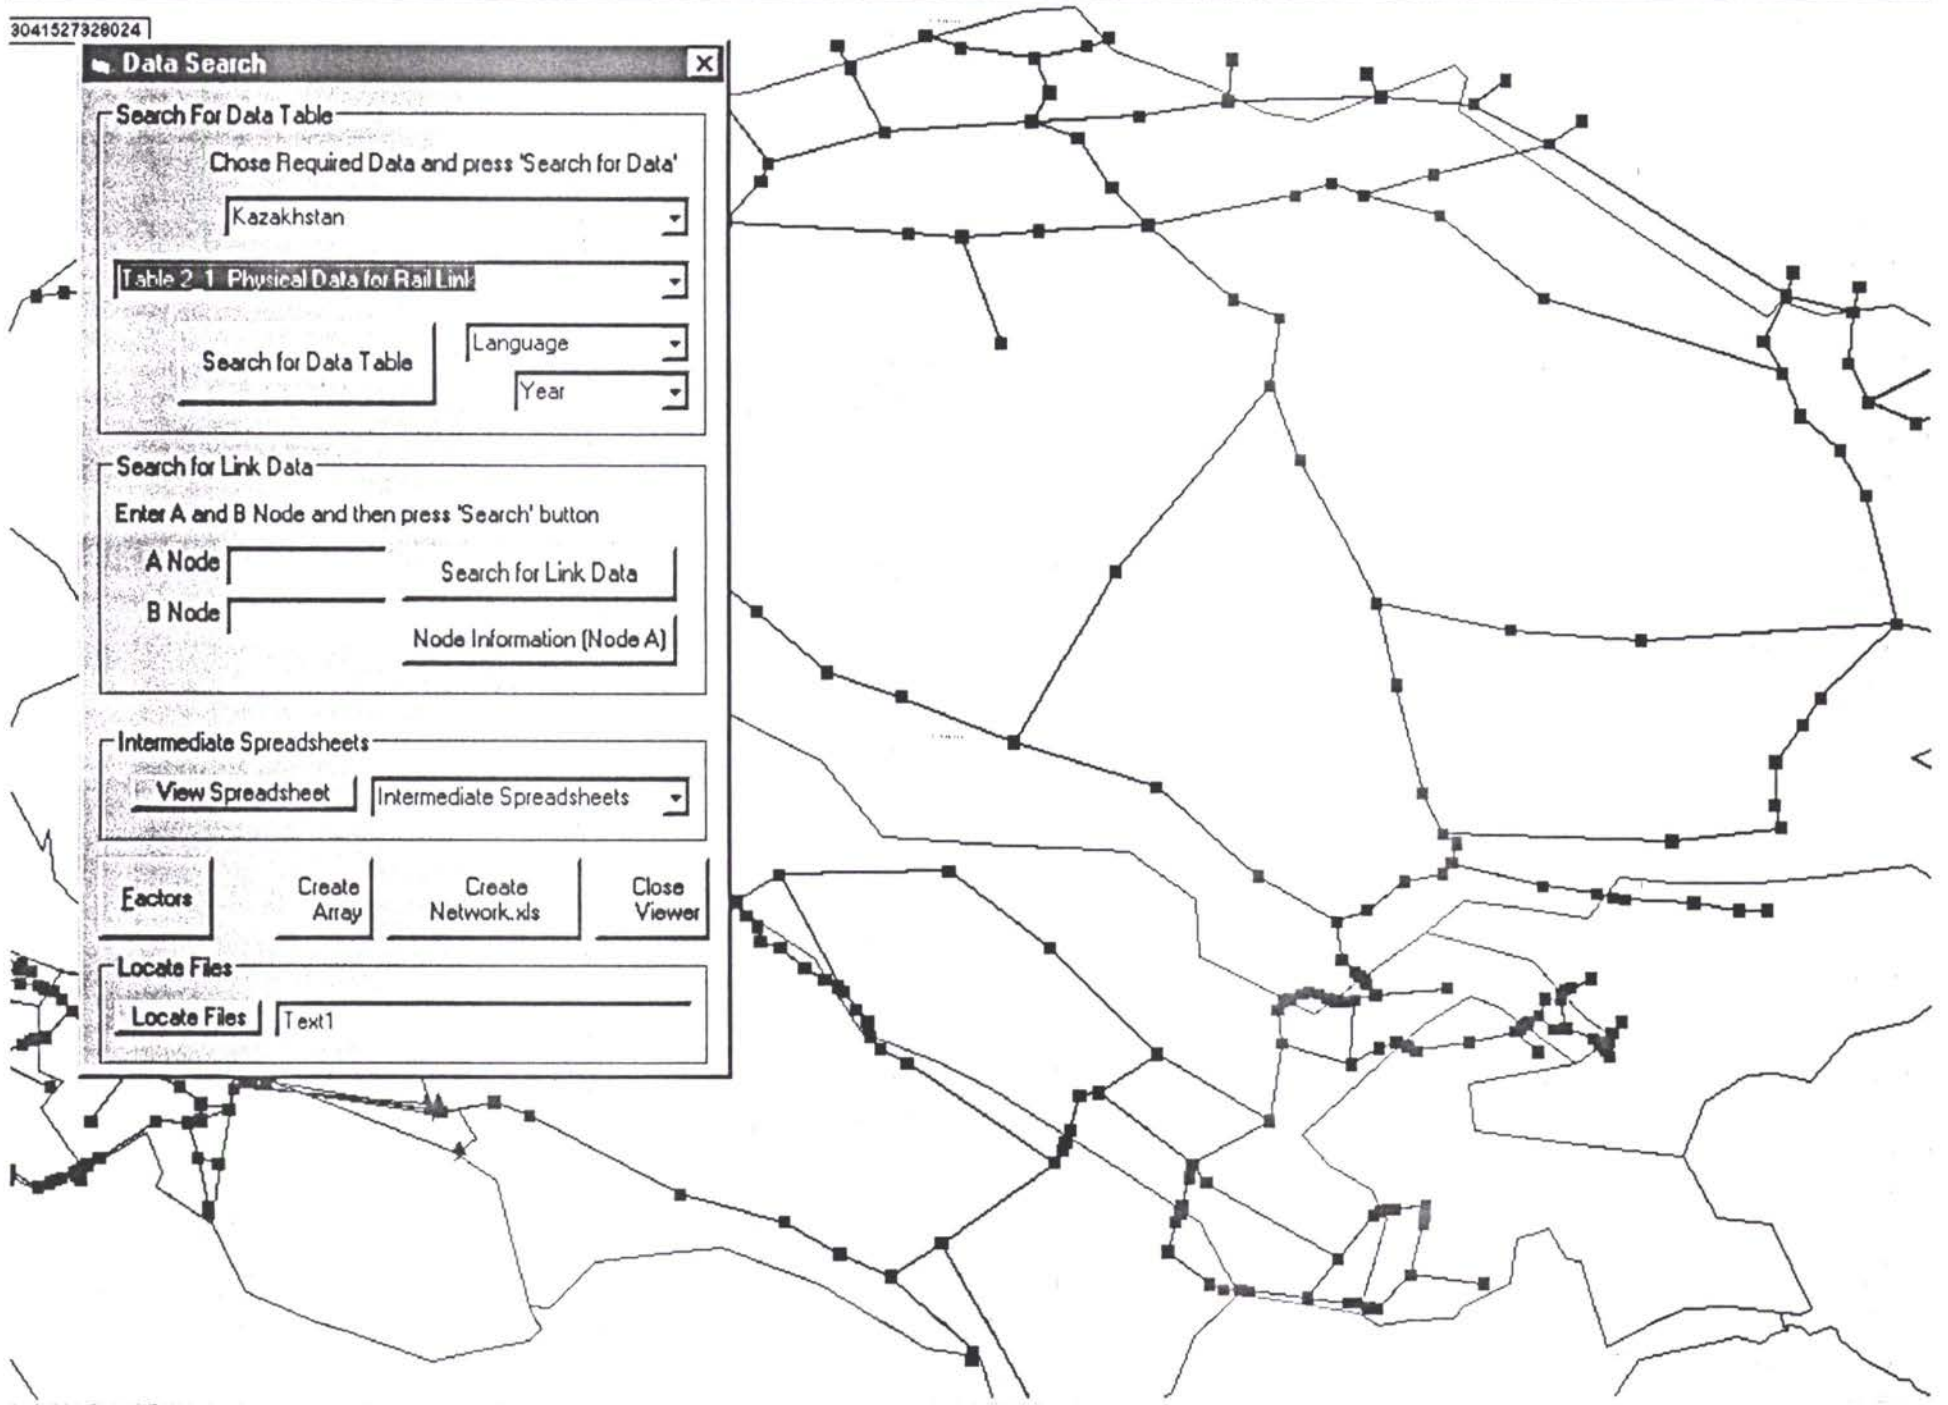 3041527328024
Data Search
Search For Data Table
Chose Required Data and press 'Search for Data'
Kazakhstan
Table 2_1 Physical Data for Rail Link
Search for Data Table
Language
Year
Search for Link Data
Enter A and B Node and then press 'Search' button
A Node
Search for Link Data
B Node
Node Information (Node A)
Intermediate Spreadsheets
View Spreadsheet
Intermediate Spreadsheets
Factors
Create Array
Create Network.xls
Close Viewer
Locate Files
Locate Files
Text1